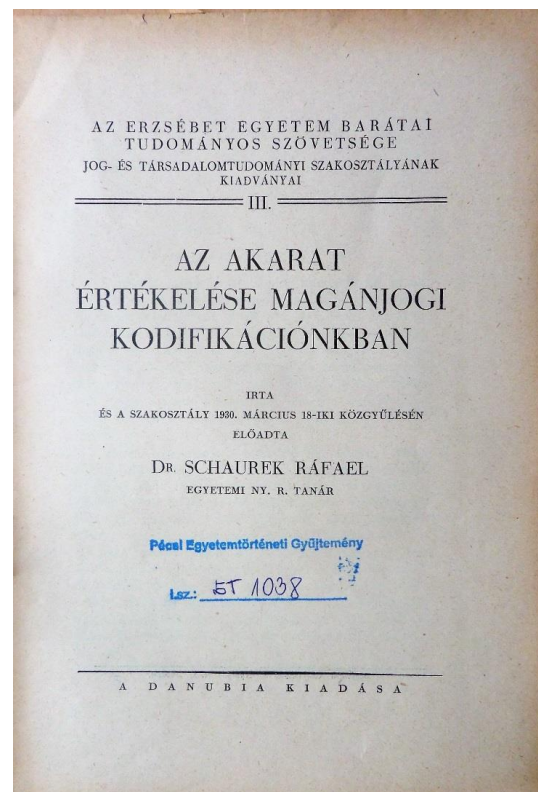 AZ ERZSÉBET EGYETEM BARÁTAI
TUDOMÁNYOS SZÖVETSÉGE
JOG- ÉS TÁRSADALOMTUDOMÁNYI SZAKOSZTÁLYÁNAK
KIADVÁNYAI
III.
AZ AKARAT
ÉRTÉKELÉSE MAGÁNJOGI
KODIFIKÁCIÓNKBAN
IRTA
ÉS A SZAKOSZTÁLY 1930. MÁRCIUS 18-IKI KÖZGYŰLÉSÉN
ELŐADTA
DR. SCHAUREK RÁFAEL
EGYETEMI NY. R. TANÁR
Pécsi Egyetemtörténeti Gyűjtemény
Lsz.: ET 1038
A DANUBIA KIADÁSA